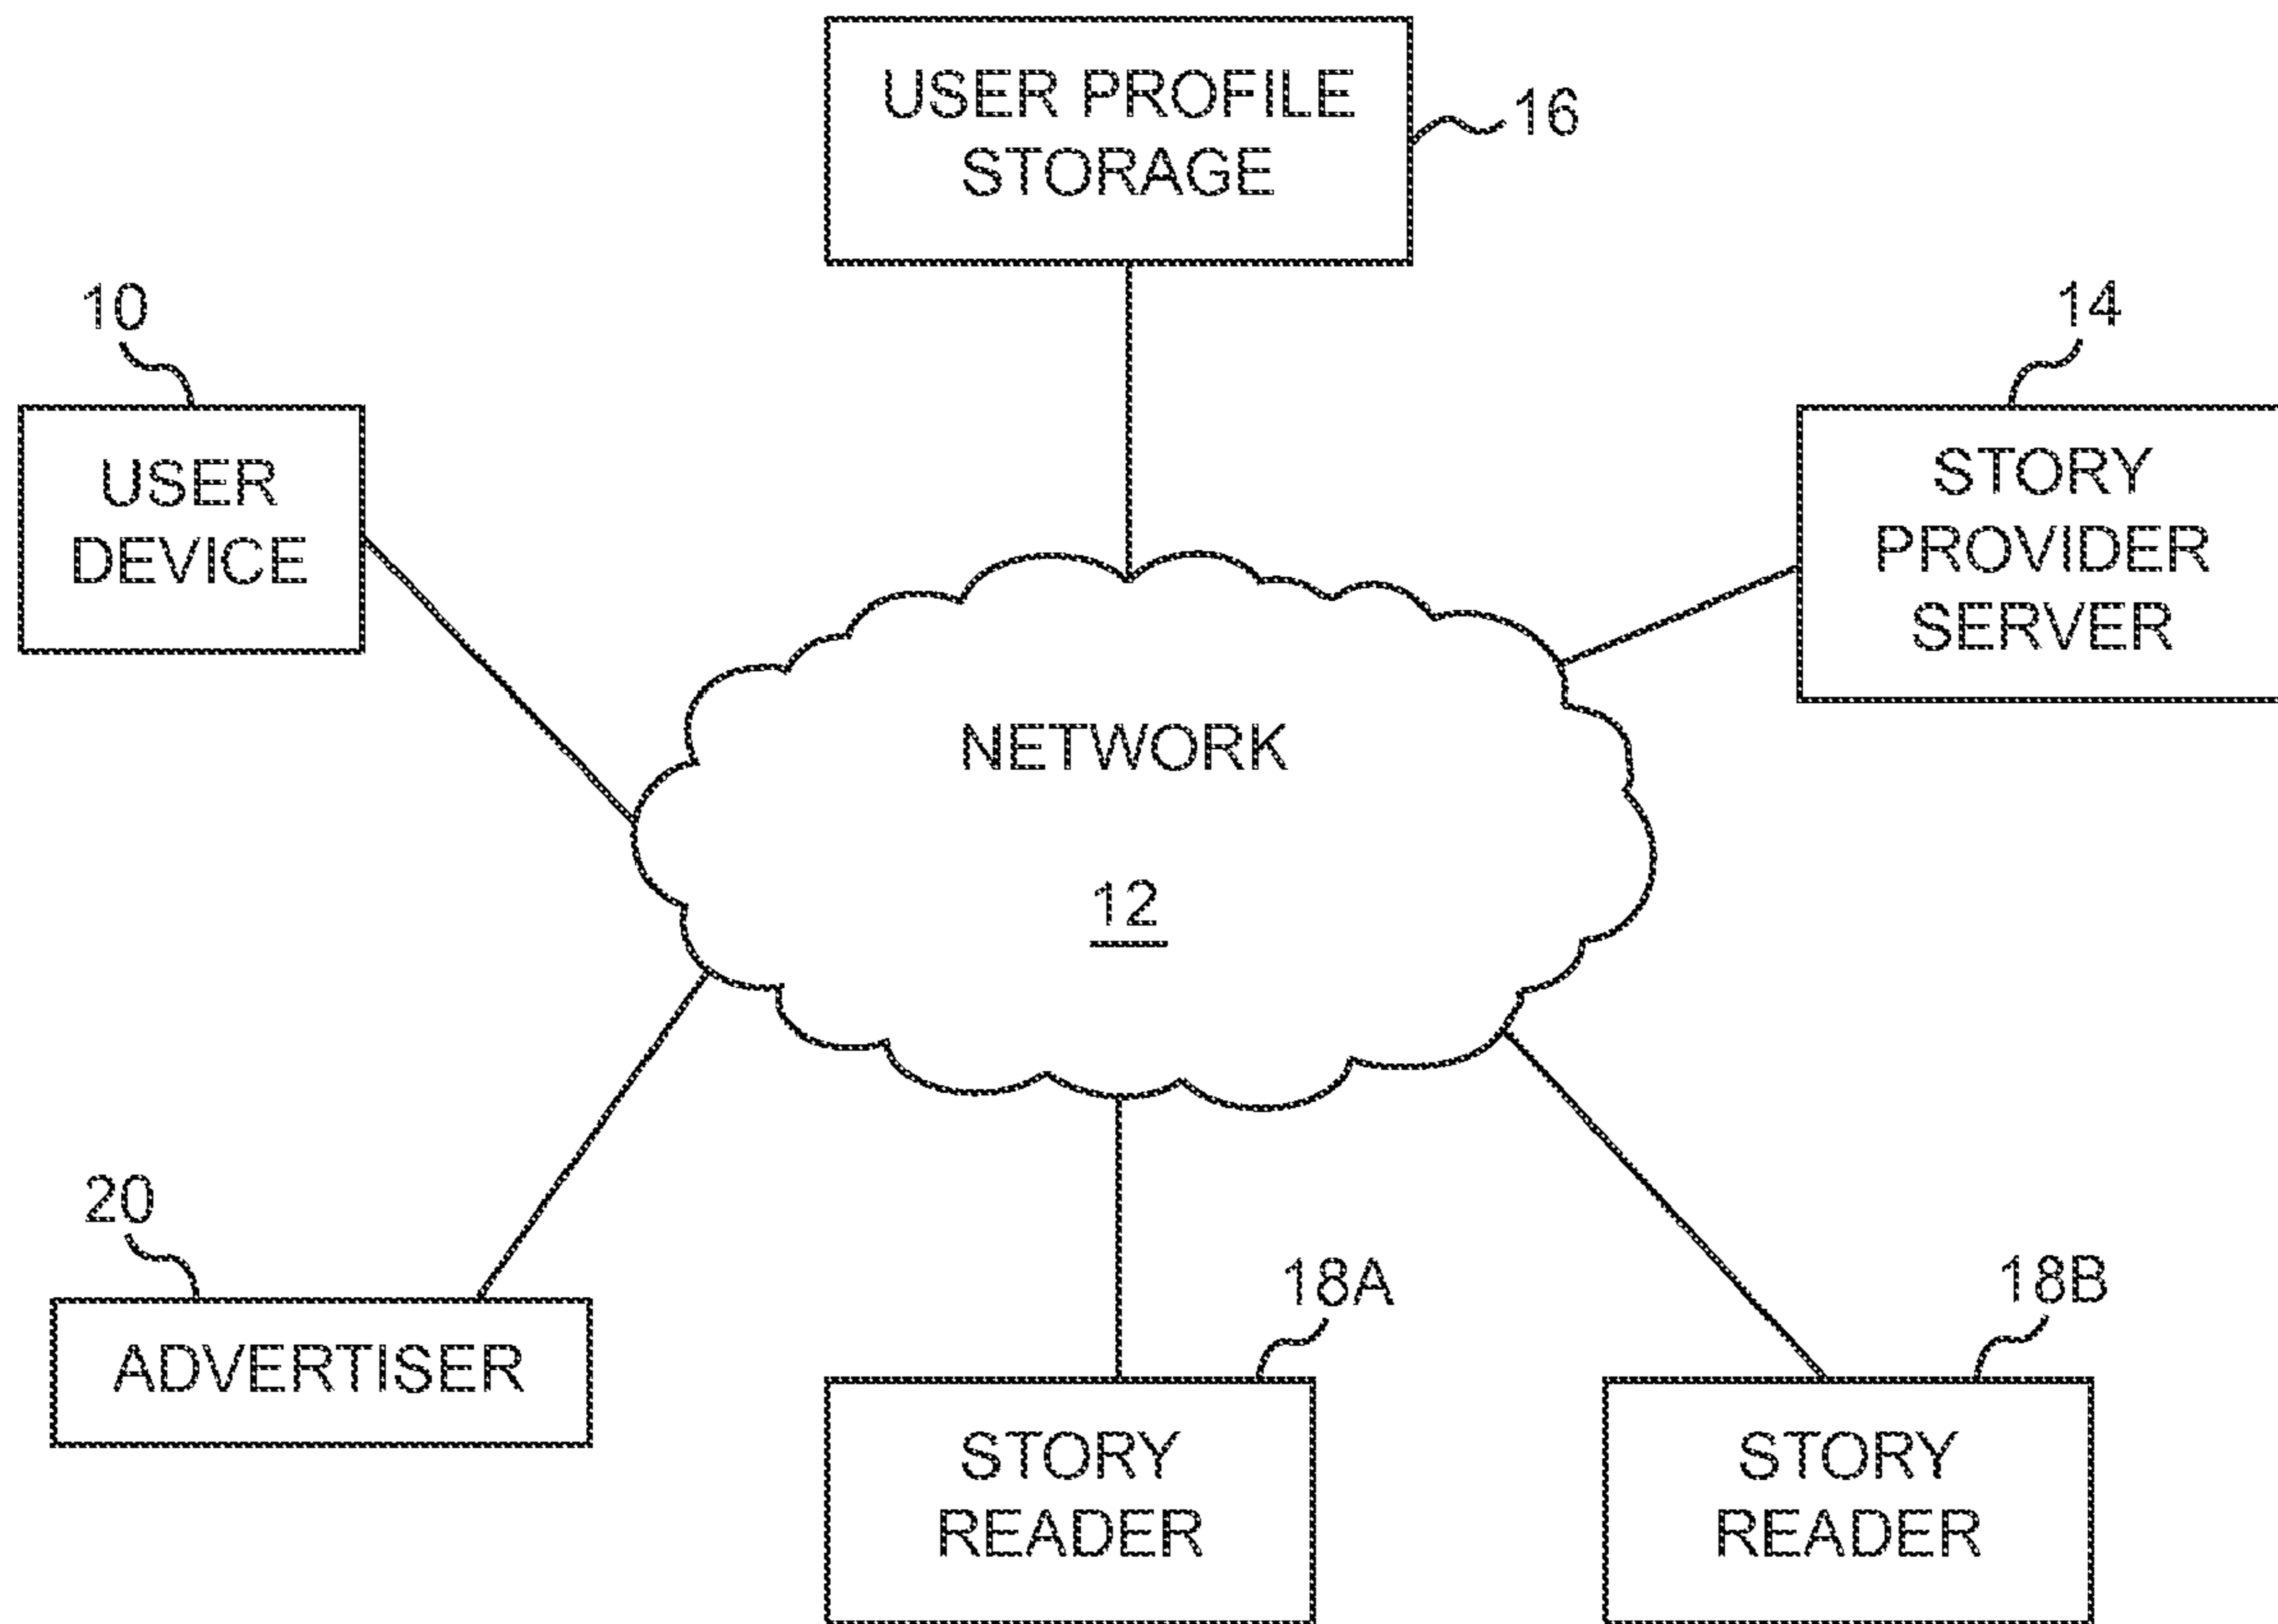 USER PROFILE
STORAGE
16
10
USER
DEVICE
14
STORY
PROVIDER
SERVER
NETWORK
12
20
ADVERTISER
18A
STORY
READER
18B
STORY
READER